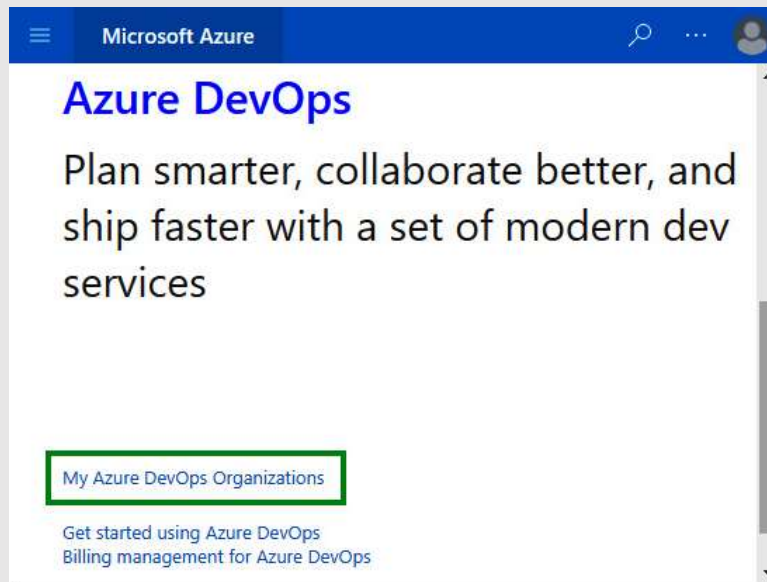 Microsoft Azure
Azure DevOps
Plan smarter, collaborate better, and
ship faster with a set of modern dev
services
My Azure DevOps Organizations
Get started using Azure DevOps
Billing management for Azure DevOps